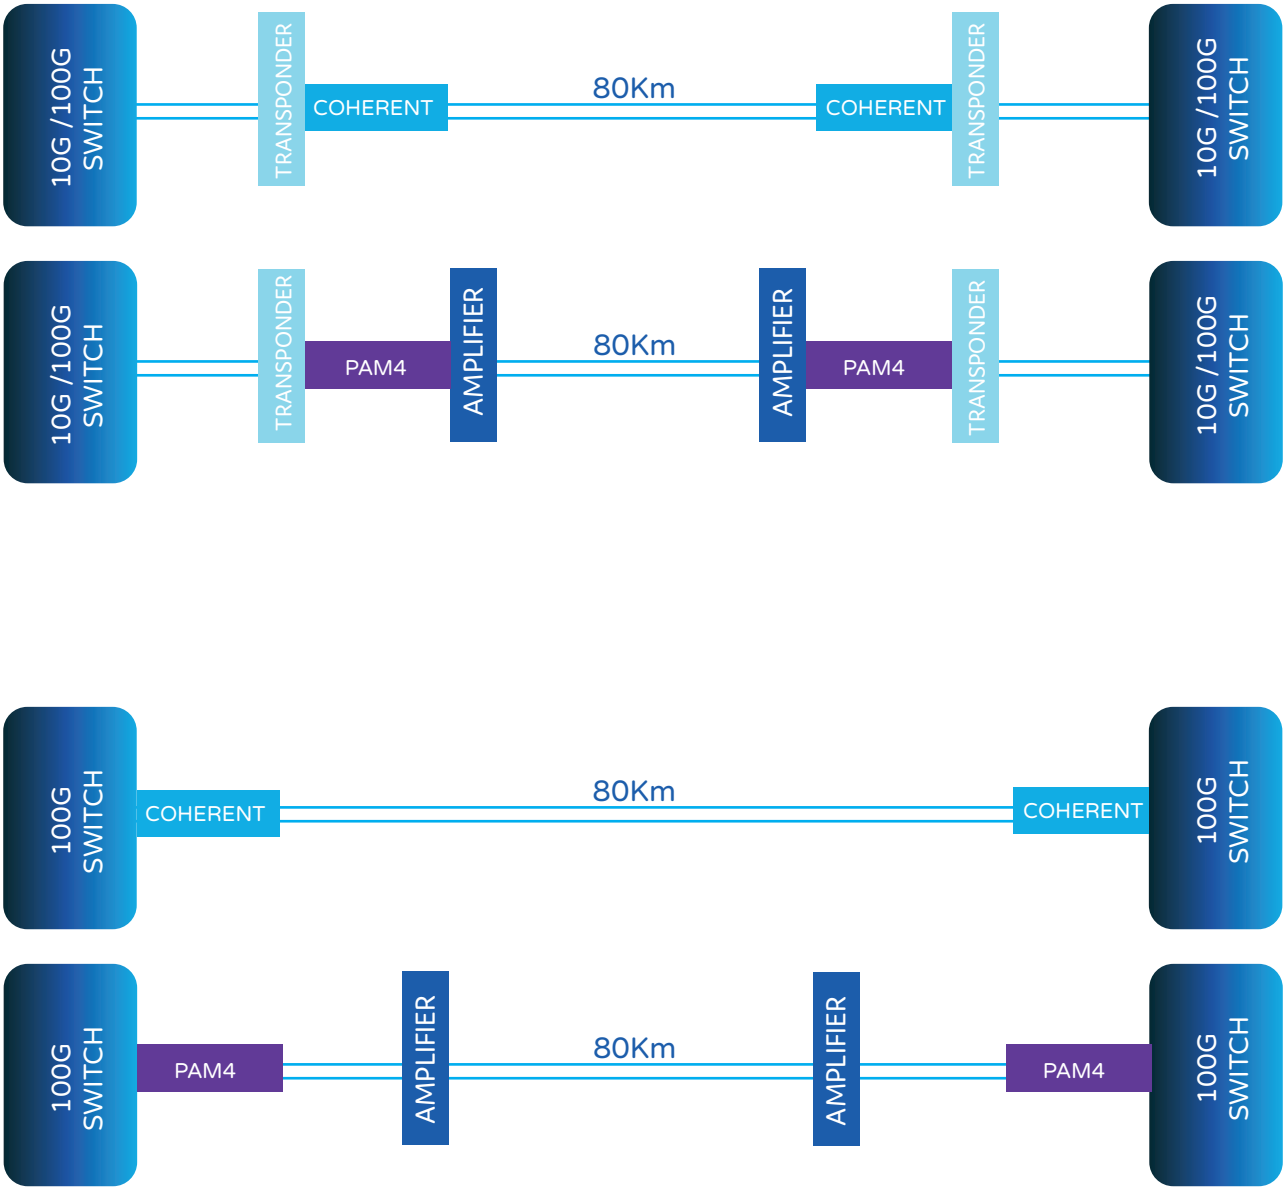 10G /100G
SWITCH
TRANSPONDER
COHERENT
80Km
COHERENT
TRANSPONDER
10G /100G
SWITCH
10G /100G
SWITCH
TRANSPONDER
PAM4
AMPLIFIER
80Km
AMPLIFIER
PAM4
TRANSPONDER
10G /100G
SWITCH
100G
SWITCH
COHERENT
80Km
COHERENT
100G
SWITCH
100G
SWITCH
PAM4
AMPLIFIER
80Km
AMPLIFIER
PAM4
100G
SWITCH